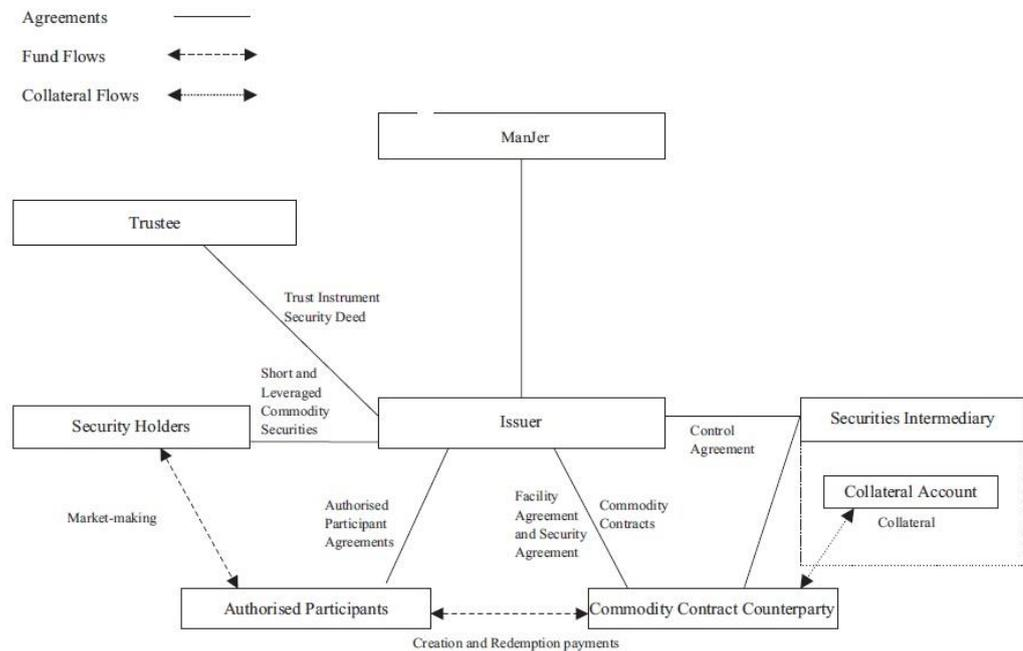 Agreements
Fund Flows
Collateral Flows
ManJer
Trustee
Trust Instrument
Security Deed
Short and
Leveraged
Commodity
Securities
Security Holders
Issuer
Securities Intermediary
Control
Agreement
Collateral Account
Collateral
Market-making
Authorised
Participant
Agreements
Facility
Agreement
and Security
Agreement
Commodity
Contracts
Authorised Participants
Commodity Contract Counterparty
Creation and Redemption payments